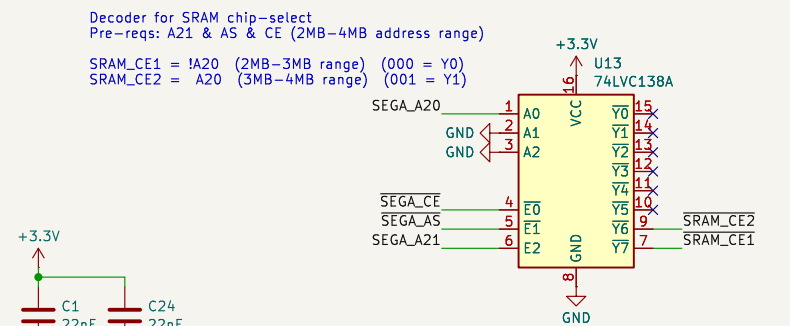 Decoder for SRAM chip-select
Pre-reqs: A21 & AS & CE (2MB-4MB address range)
SRAM_CE1 = !A20 (2MB-3MB range) (000 = Y0)
SRAM_CE2 = A20 (3MB-4MB range) (001 = Y1)
+3.3V
U13
74LVC138A
16
VCC
SEGA_A20 1 A0 Y0 15
GND 2 A1 Y1 14
GND 3 A2 Y2 13
Y3 12
Y4 11
SEGA_CE 4 E0 Y5 10
SEGA_AS 5 E1 Y6 9 SRAM_CE2
SEGA_A21 6 E2 Y7 7 SRAM_CE1
GND
8
GND
+3.3V
C1
22nF
C24
22nF